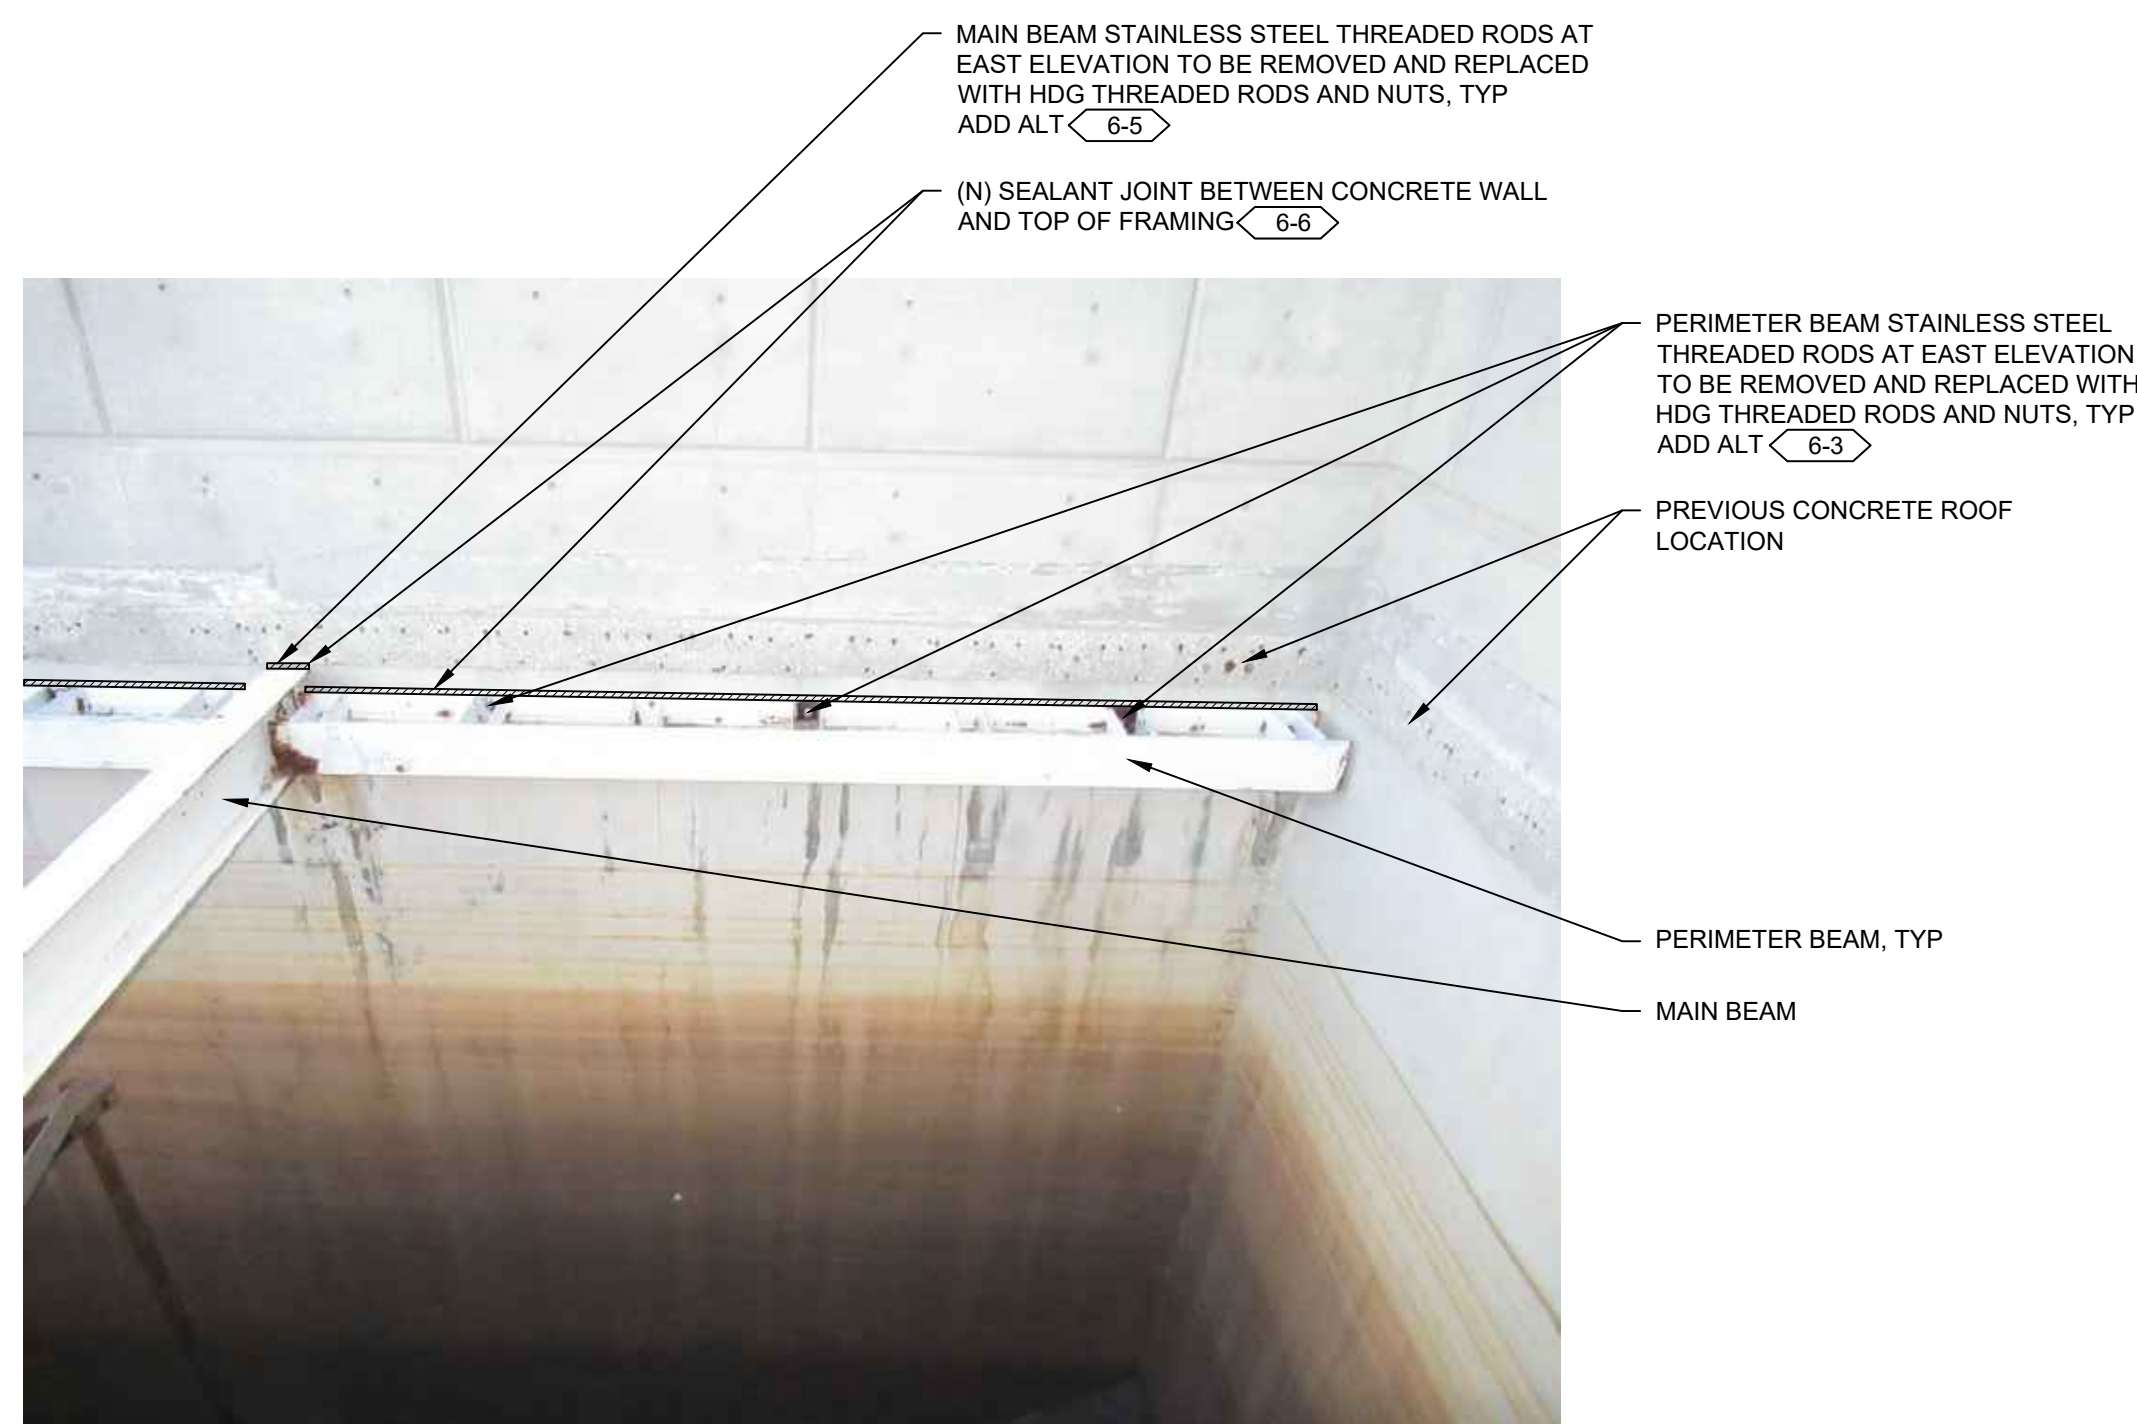 MAIN BEAM STAINLESS STEEL THREADED RODS AT
EAST ELEVATION TO BE REMOVED AND REPLACED
WITH HDG THREADED RODS AND NUTS, TYP
ADD ALT 6-5
(N) SEALANT JOINT BETWEEN CONCRETE WALL
AND TOP OF FRAMING 6-6
PERIMETER BEAM STAINLESS STEEL
THREADED RODS AT EAST ELEVATION
TO BE REMOVED AND REPLACED WITH
HDG THREADED RODS AND NUTS, TYP
ADD ALT 6-3
PREVIOUS CONCRETE ROOF
LOCATION
PERIMETER BEAM, TYP
MAIN BEAM